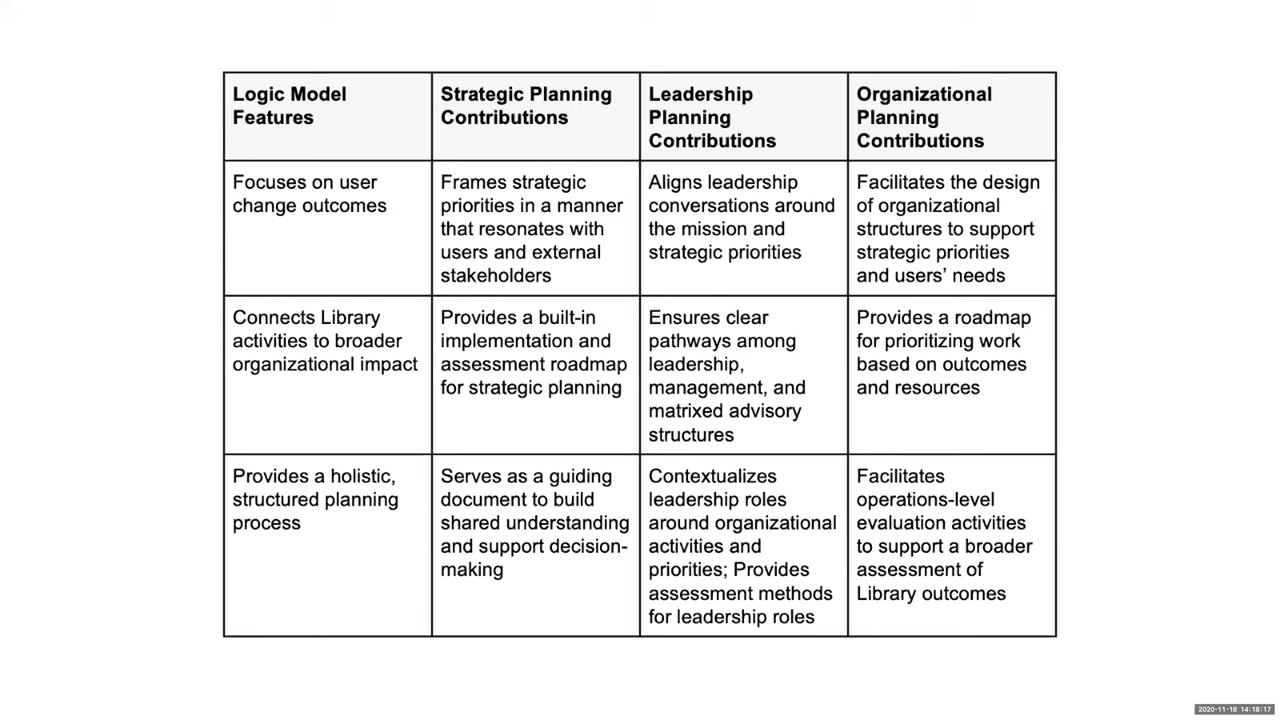 Logic Model
Features
Strategic Planning
Contributions
Leadership
Planning
Contributions
Organizational
Planning
Contributions
Focuses on user
change outcomes
Frames strategic
priorities in a manner
that resonates with
users and external
stakeholders
Aligns leadership
conversations around
the mission and
strategic priorities
Facilitates the design
of organizational
structures to support
strategic priorities
and users’ needs
Connects Library
activities to broader
organizational impact
Provides a built-in
implementation and
assessment roadmap
for strategic planning
Ensures clear
pathways among
leadership,
management, and
matrixed advisory
structures
Provides a roadmap
for prioritizing work
based on outcomes
and resources
Provides a holistic,
structured planning
process
Serves as a guiding
document to build
shared understanding
and support decision-
making
Contextualizes
leadership roles
around organizational
activities and
priorities; Provides
assessment methods
for leadership roles
Facilitates
operations-level
evaluation activities
to support a broader
assessment of
Library outcomes
2020-11-18 14:18:17